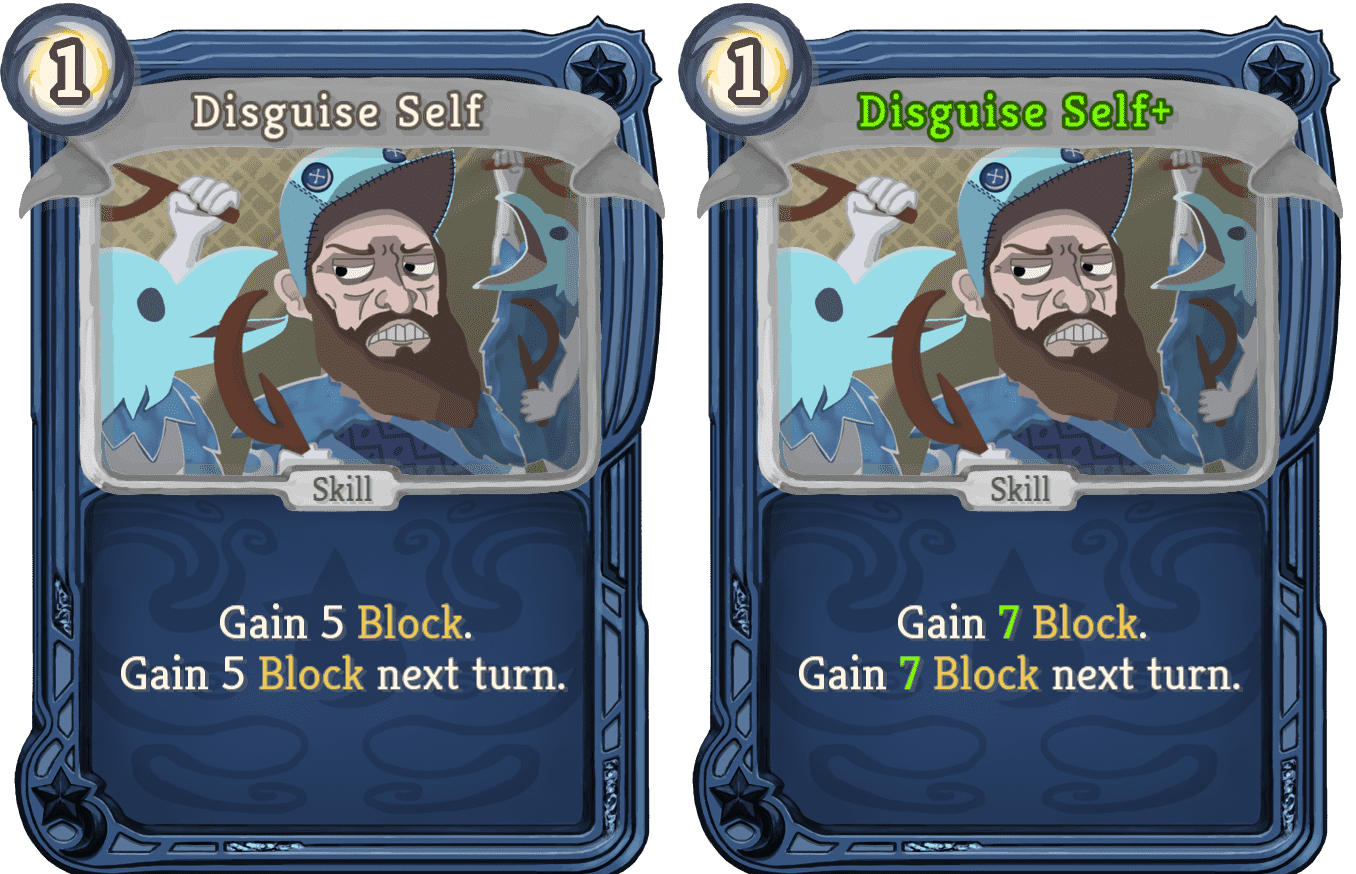 1
Disguise Self
Skill
Gain 5 Block.
Gain 5 Block next turn.
1
Disguise Self+
Skill
Gain 7 Block.
Gain 7 Block next turn.